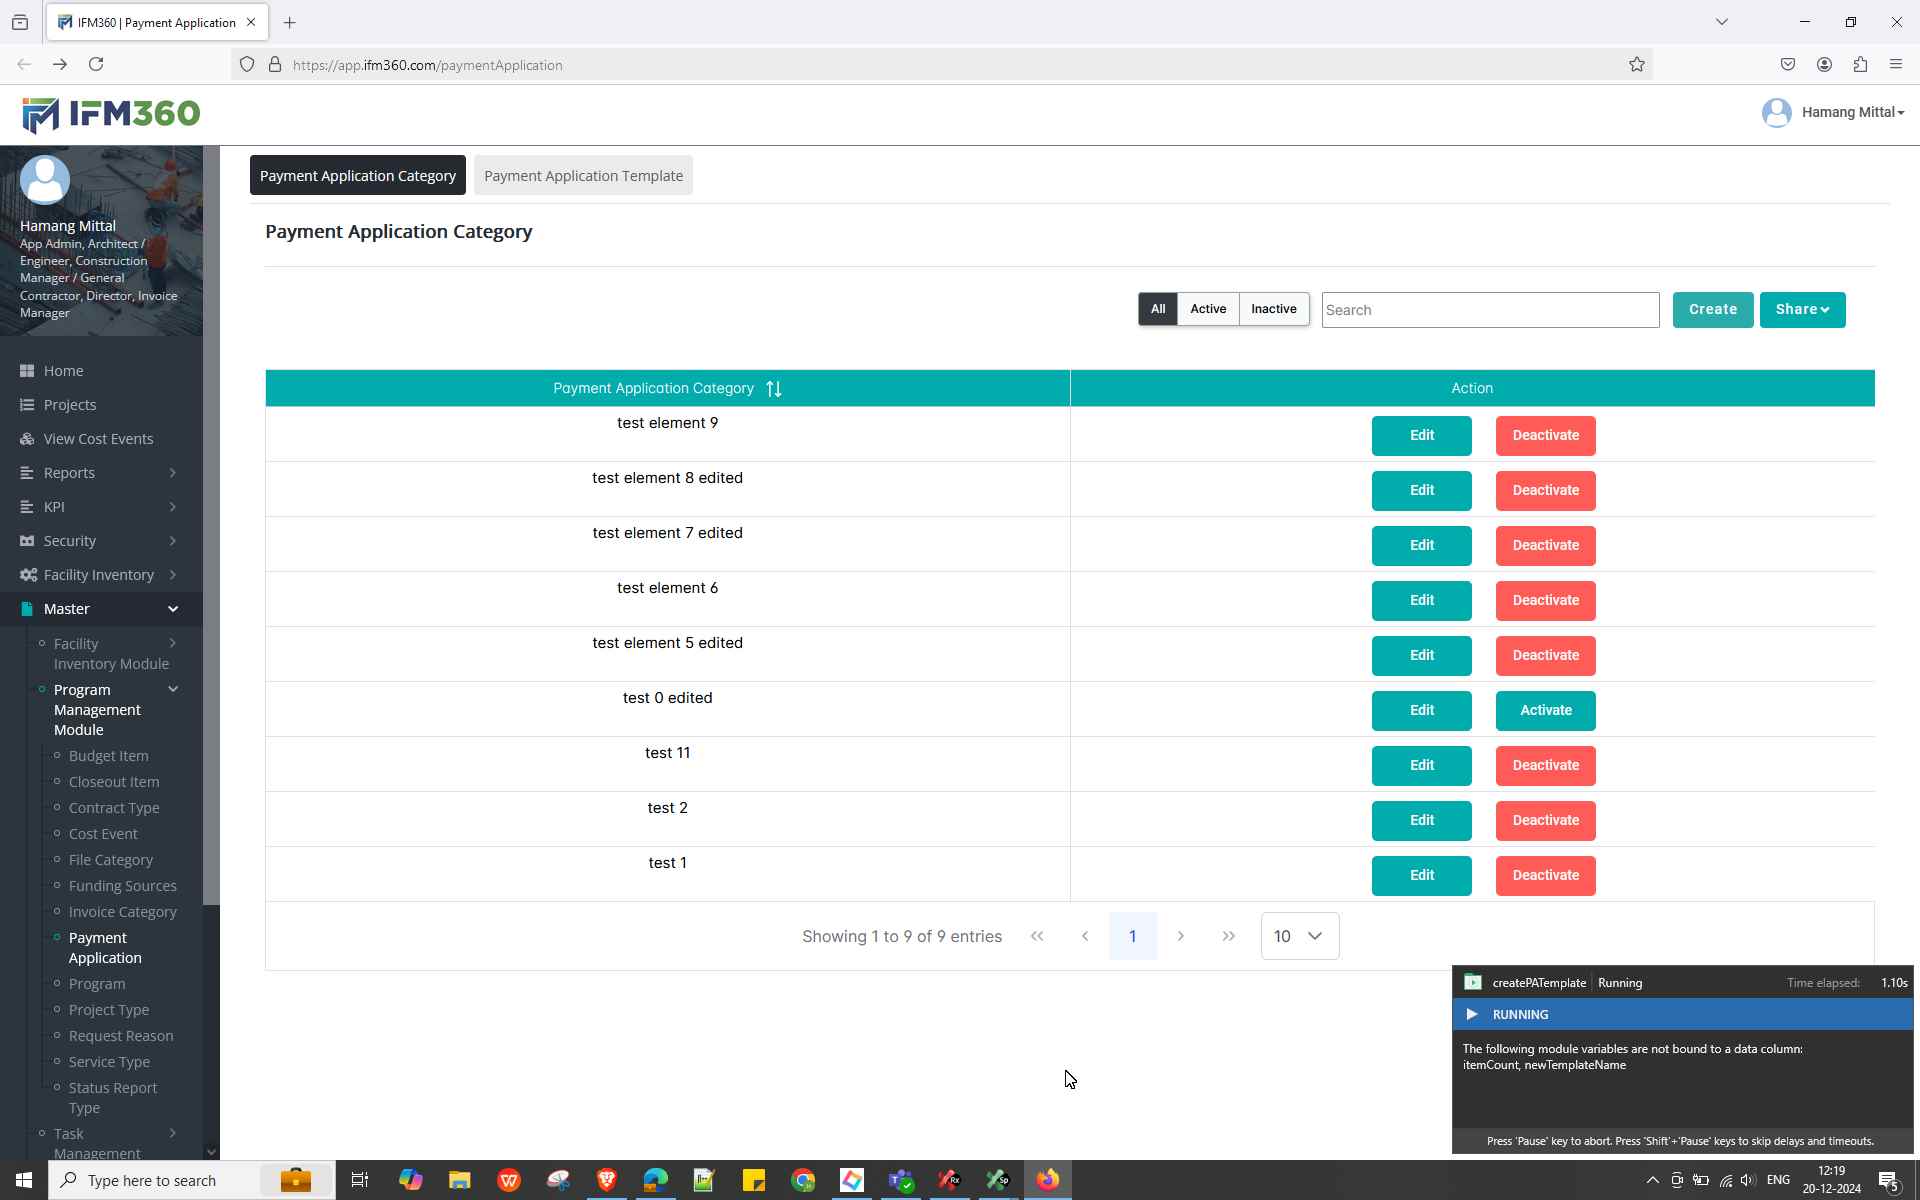 IFM360 | Payment Application
https://app.ifm360.com/paymentApplication
IFM360
Hamang Mittal
Hamang Mittal
App Admin, Architect /
Engineer, Construction
Manager / General
Contractor, Director, Invoice
Manager
Home
Projects
View Cost Events
Reports
KPI
Security
Facility Inventory
Master
Facility
Inventory Module
Program
Management
Module
Budget Item
Closeout Item
Contract Type
Cost Event
File Category
Funding Sources
Invoice Category
Payment
Application
Program
Project Type
Request Reason
Service Type
Status Report
Type
Task
Management
Payment Application Category
Payment Application Template
Payment Application Category
All
Active
Inactive
Search
Create
Share
Payment Application Category
Action
test element 9
Edit
Deactivate
test element 8 edited
Edit
Deactivate
test element 7 edited
Edit
Deactivate
test element 6
Edit
Deactivate
test element 5 edited
Edit
Deactivate
test 0 edited
Edit
Activate
test 11
Edit
Deactivate
test 2
Edit
Deactivate
test 1
Edit
Deactivate
Showing 1 to 9 of 9 entries
1
10
createPATemplate
Running
Time elapsed:
1.10s
RUNNING
The following module variables are not bound to a data column:
itemCount, newTemplateName
Press 'Pause' key to abort. Press 'Shift'+'Pause' keys to skip delays and timeouts.
Type here to search
W
T
Rx
Sp
ENG
12:19
20-12-2024
5